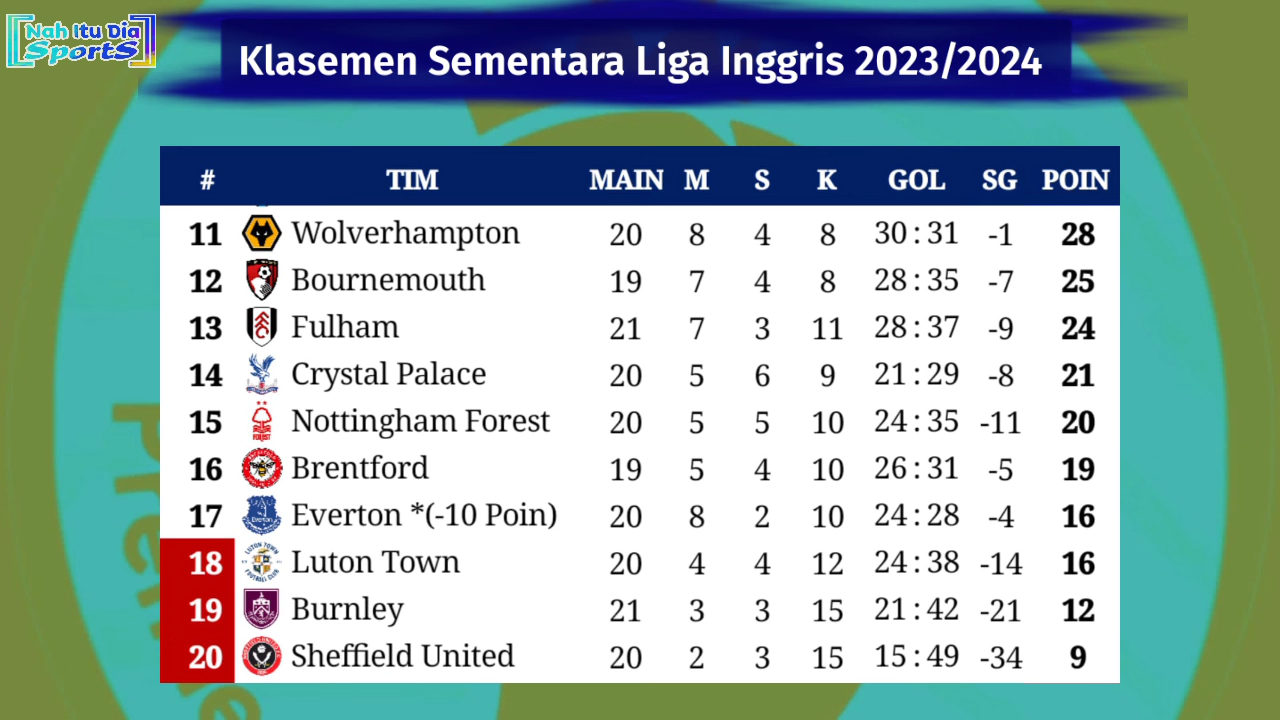 Nah Itu Dia
Sports
Klasemen Sementara Liga Inggris 2023/2024
# TIM MAIN M S K GOL SG POIN
11 Wolverhampton 20 8 4 8 30:31 -1 28
12 Bournemouth 19 7 4 8 28:35 -7 25
13 Fulham 21 7 3 11 28:37 -9 24
14 Crystal Palace 20 5 6 9 21:29 -8 21
15 Nottingham Forest 20 5 5 10 24:35 -11 20
16 Brentford 19 5 4 10 26:31 -5 19
17 Everton *(-10 Poin) 20 8 2 10 24:28 -4 16
18 Luton Town 20 4 4 12 24:38 -14 16
19 Burnley 21 3 3 15 21:42 -21 12
20 Sheffield United 20 2 3 15 15:49 -34 9